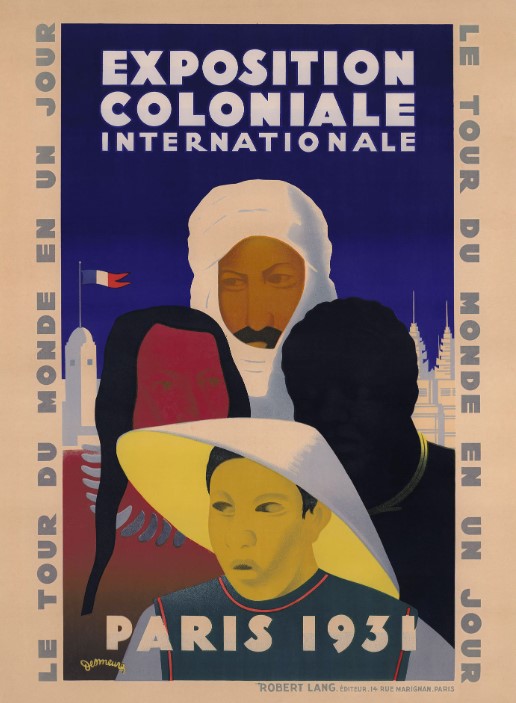 EXPOSITION
COLONIALE
INTERNATIONALE
LE TOUR DU MONDE EN UN JOUR
LE TOUR DU MONDE EN UN JOUR
PARIS 1931
Desmeures
ROBERT LANG. ÉDITEUR. 14 RUE MARIGNAN. PARIS